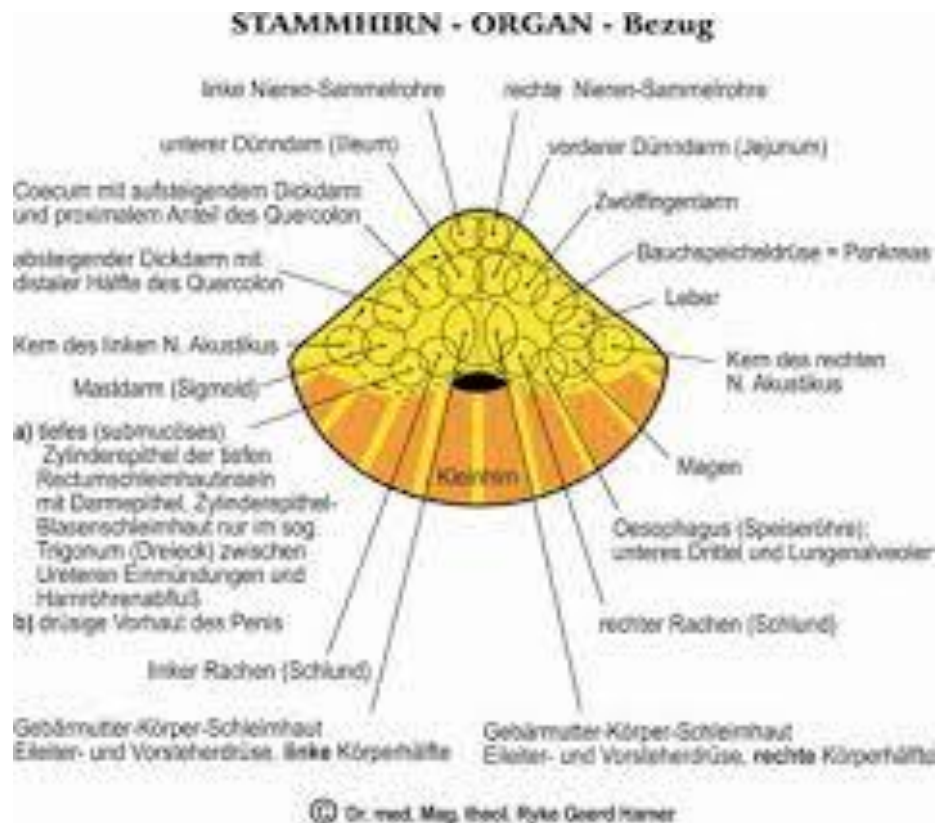 STAMMHIRN - ORGAN - Bezug
linke Nieren-Sammelrohre
rechte Nieren-Sammelrohre
unterer Dünndarm (Ileum)
vorderer Dünndarm (Jejunum)
Coecum mit aufsteigendem Dickdarm
und proximalem Anteil des Quercolon
Zwölffingerdarm
absteigender Dickdarm mit
distaler Hälfte des Quercolon
Bauchspeicheldrüse = Pankreas
Leber
Kern des linken N. Akustikus
Kern des rechten
N. Akustikus
Mastdarm (Sigmoid)
a) tiefes (submucöses)
Zylinderepithel der tiefen
Rectumschleimhautinseln
mit Darmepithel, Zylinderepithel-
Blasenschleimhaut nur im sog.
Trigonum (Dreieck) zwischen
Ureteren Einmündungen und
Harnröhrenabfluß
b) drüsige Vorhaut des Penis
Kleinhirn
Magen
Oesophagus (Speiseröhre);
unteres Drittel und Lungenalveolen
rechter Rachen (Schlund)
linker Rachen (Schlund)
Gebärmutter-Körper-Schleimhaut
Eileiter- und Vorsteherdrüse, linke Körperhälfte
Gebärmutter-Körper-Schleimhaut
Eileiter- und Vorsteherdrüse, rechte Körperhälfte
© Dr. med. Mag. theol. Ryke Geerd Hamer